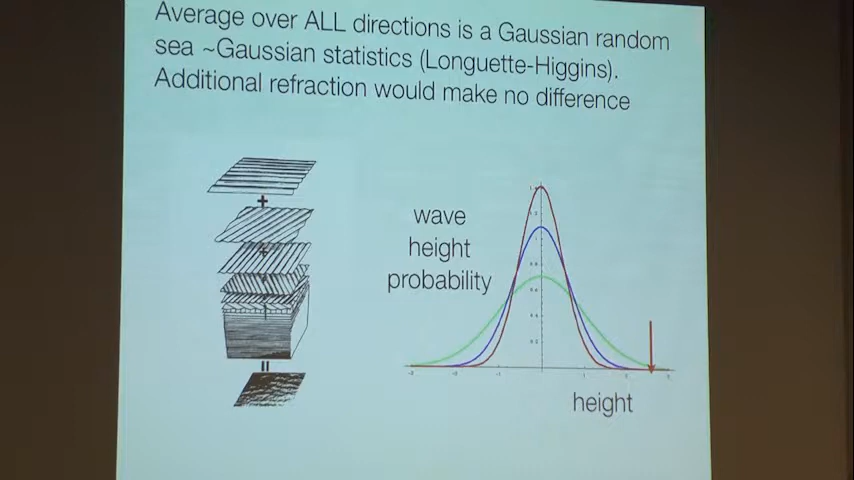 Average over ALL directions is a Gaussian random
sea ~Gaussian statistics (Longuette-Higgins).
Additional refraction would make no difference
wave
height
probability
height